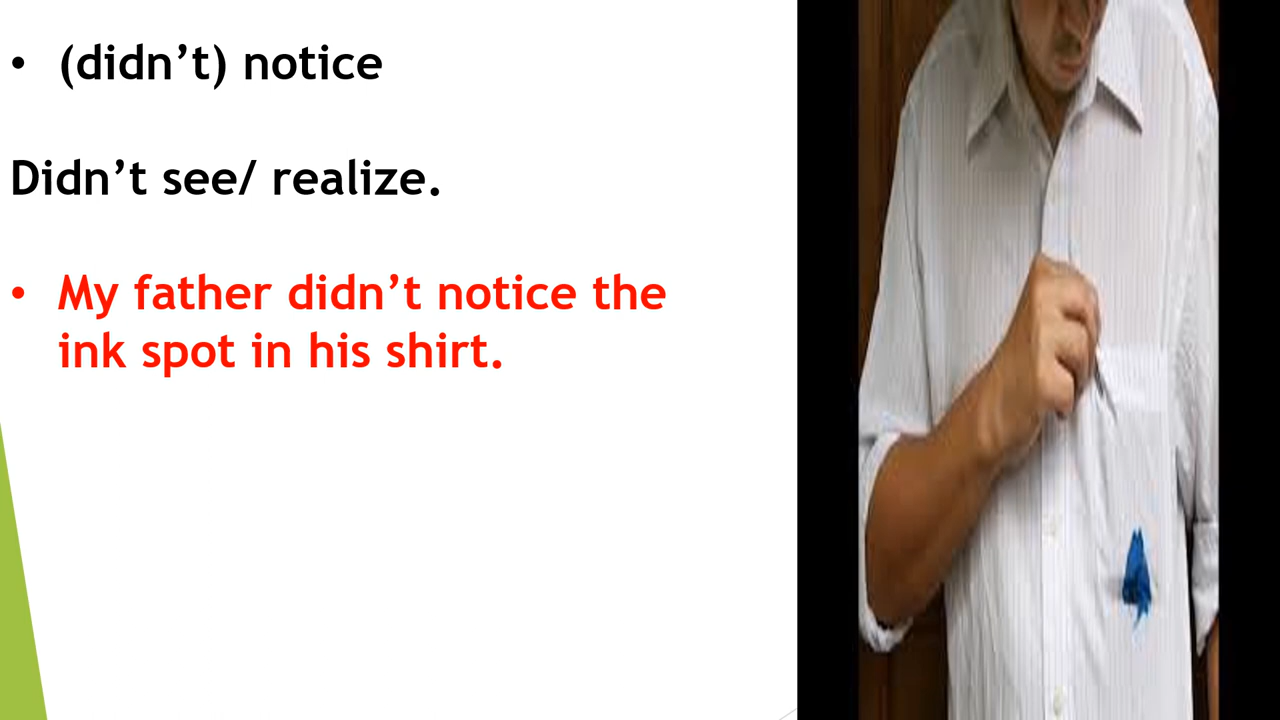 • (didn’t) notice
Didn’t see/ realize.
• My father didn’t notice the
ink spot in his shirt.